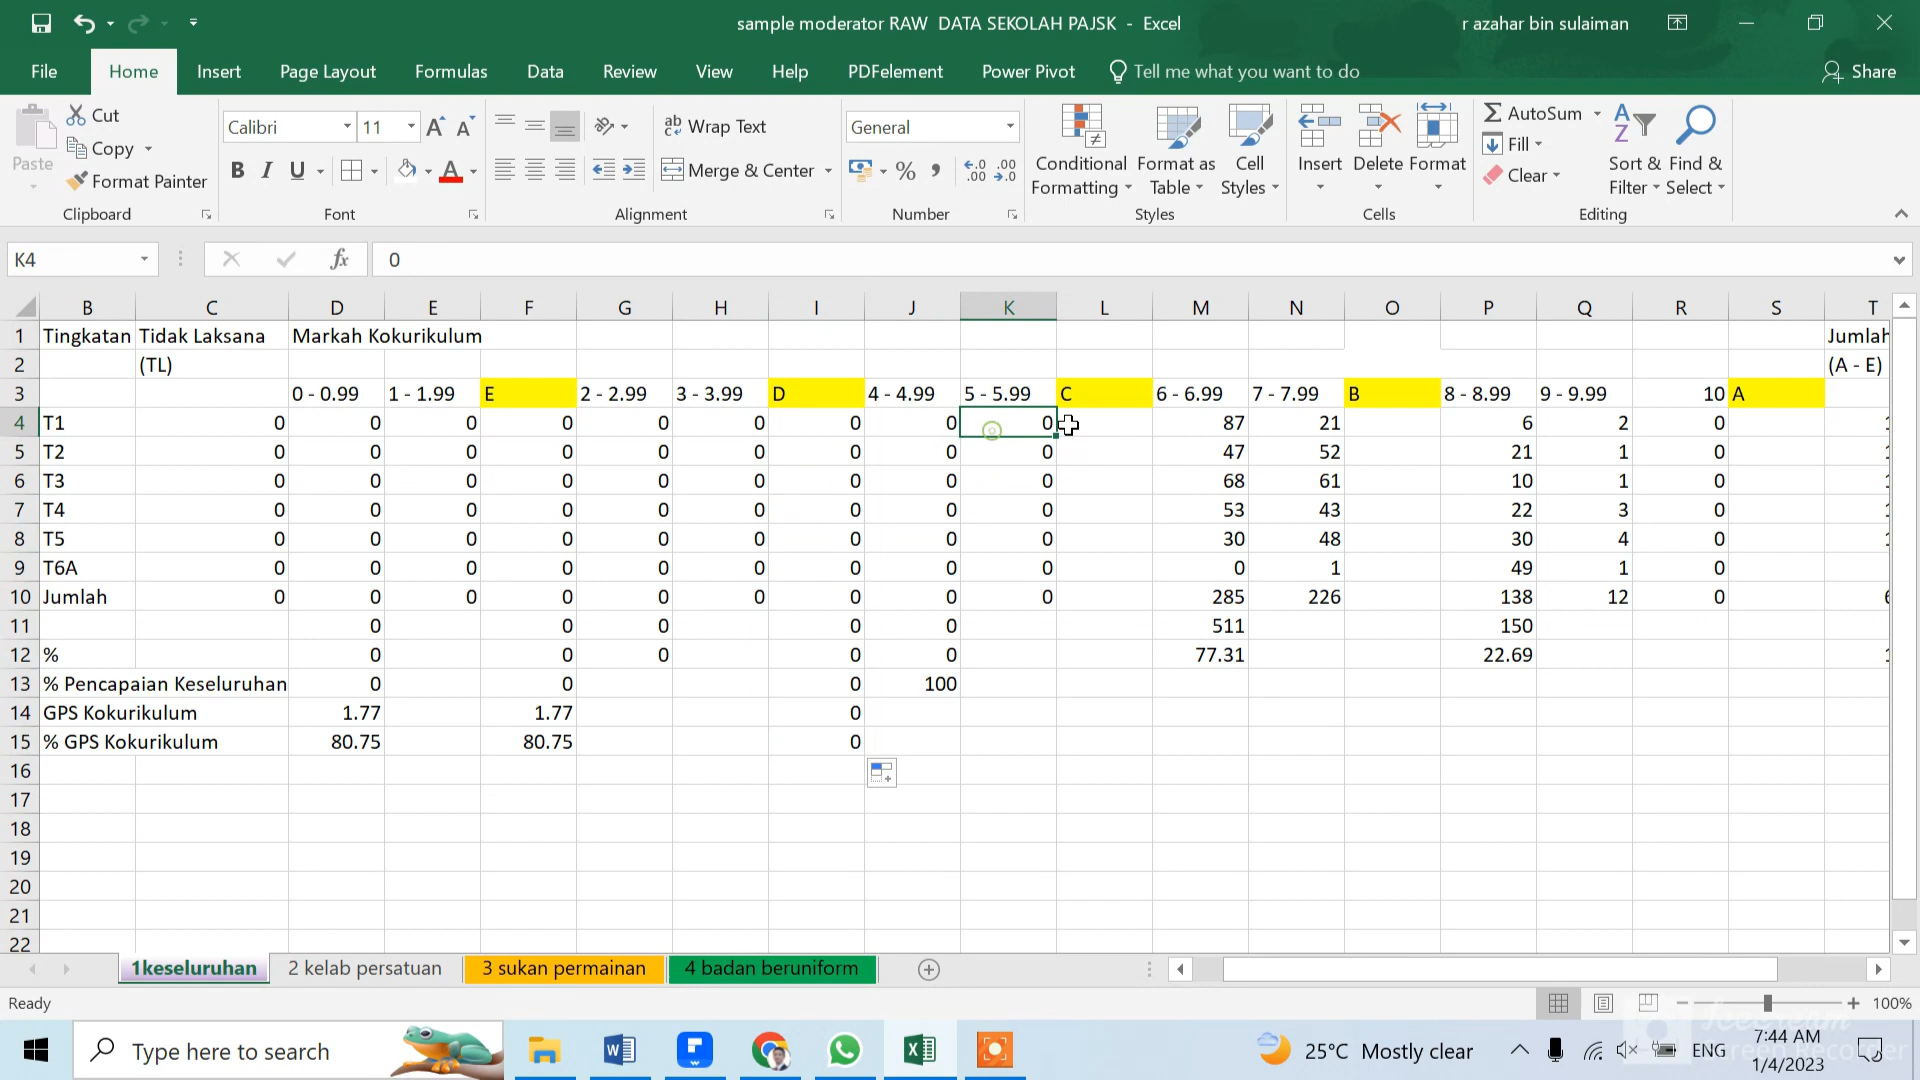 sample moderator RAW  DATA SEKOLAH PAJSK  -  Excel
r azahar bin sulaiman
File Home Insert Page Layout Formulas Data Review View Help PDFelement Power Pivot Tell me what you want to do Share
Paste
Cut
Copy
Format Painter
Calibri 11
B I U
Wrap Text
Merge & Center
General
Conditional Formatting
Format as Table
Cell Styles
Insert Delete Format
AutoSum
Fill
Clear
Sort & Filter
Find & Select
Clipboard Font Alignment Number Styles Cells Editing
K4 fx 0
B C D E F G H I J K L M N O P Q R S T
1 Tingkatan Tidak Laksana Markah Kokurikulum Jumlah
2 (TL) (A - E)
3 0 - 0.99 1 - 1.99 E 2 - 2.99 3 - 3.99 D 4 - 4.99 5 - 5.99 C 6 - 6.99 7 - 7.99 B 8 - 8.99 9 - 9.99 10 A
4 T1 0 0 0 0 0 0 0 0 0 87 21 6 2 0
5 T2 0 0 0 0 0 0 0 0 0 47 52 21 1 0
6 T3 0 0 0 0 0 0 0 0 0 68 61 10 1 0
7 T4 0 0 0 0 0 0 0 0 0 53 43 22 3 0
8 T5 0 0 0 0 0 0 0 0 0 30 48 30 4 0
9 T6A 0 0 0 0 0 0 0 0 0 0 1 49 1 0
10 Jumlah 0 0 0 0 0 0 0 0 0 285 226 138 12 0
11 0 0 0 0 0 511 150
12 % 0 0 0 0 0 77.31 22.69
13 % Pencapaian Keseluruhan 0 0 0 100
14 GPS Kokurikulum 1.77 1.77 0
15 % GPS Kokurikulum 80.75 80.75 0
16
17
18
19
20
21
22
1keseluruhan 2 kelab persatuan 3 sukan permainan 4 badan beruniform
Ready 100%
Icecream
Screen Recorder
Type here to search
25°C Mostly clear
ENG
7:44 AM
1/4/2023